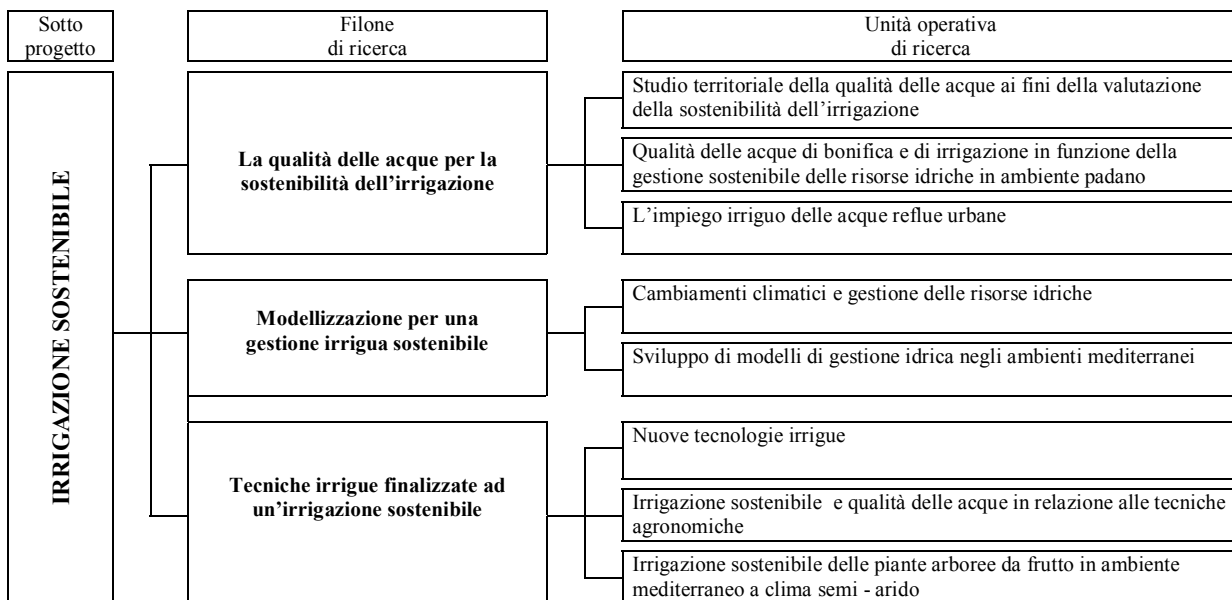 Sotto
progetto
Filone
di ricerca
Unità operativa
di ricerca
IRRIGAZIONE SOSTENIBILE
La qualità delle acque per la
sostenibilità dell'irrigazione
Studio territoriale della qualità delle acque ai fini della valutazione
della sostenibilità dell'irrigazione
Qualità delle acque di bonifica e di irrigazione in funzione della
gestione sostenibile delle risorse idriche in ambiente padano
L'impiego irriguo delle acque reflue urbane
Modellizzazione per una
gestione irrigua sostenibile
Cambiamenti climatici e gestione delle risorse idriche
Sviluppo di modelli di gestione idrica negli ambienti mediterranei
Tecniche irrigue finalizzate ad
un'irrigazione sostenibile
Nuove tecnologie irrigue
Irrigazione sostenibile e qualità delle acque in relazione alle tecniche
agronomiche
Irrigazione sostenibile delle piante arboree da frutto in ambiente
mediterraneo a clima semi - arido